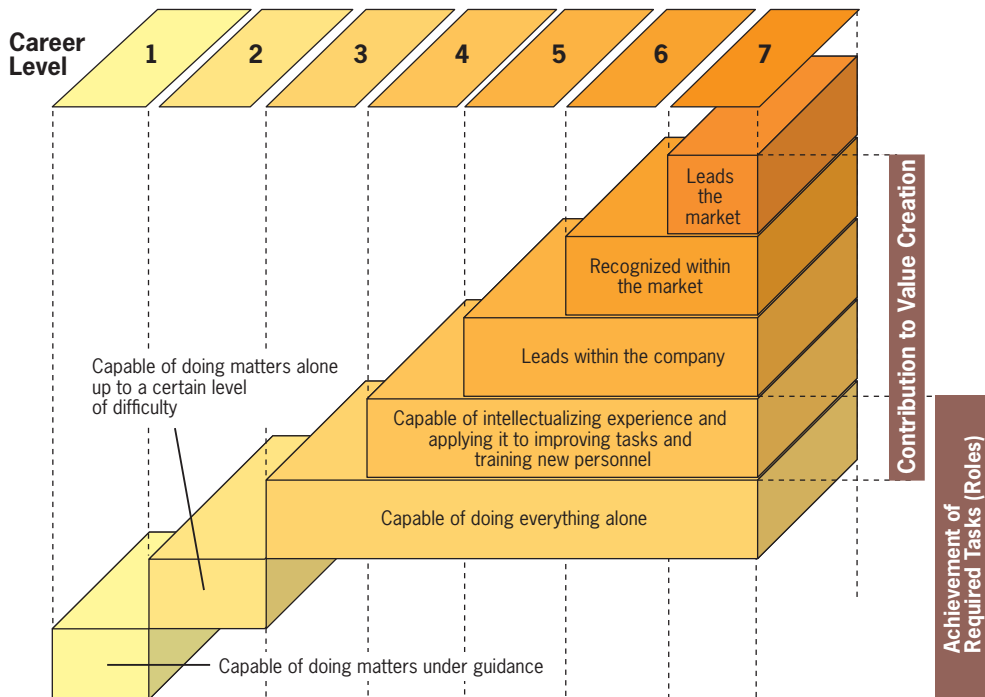 Career
Level
1
2
3
4
5
6
7
Leads
the
market
Recognized within
the market
Leads within the company
Capable of doing matters alone
up to a certain level
of difficulty
Capable of intellectualizing experience and
applying it to improving tasks and
training new personnel
Capable of doing everything alone
Capable of doing matters under guidance
Contribution to Value Creation
Achievement of
Required Tasks (Roles)